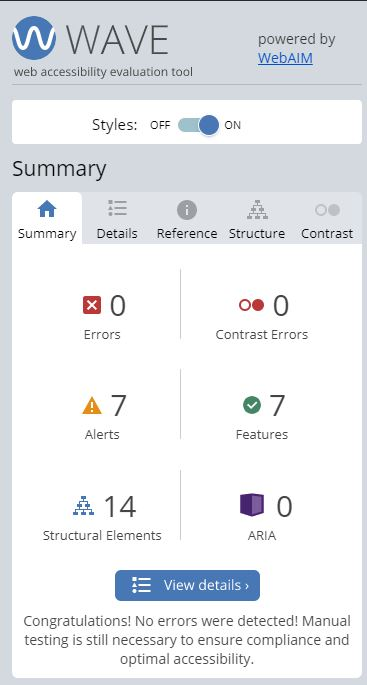 WAVE
web accessibility evaluation tool
powered by
WebAIM
Styles: OFF ON
Summary
Summary Details Reference Structure Contrast
0
Errors
0
Contrast Errors
7
Alerts
7
Features
14
Structural Elements
0
ARIA
View details ›
Congratulations! No errors were detected! Manual
testing is still necessary to ensure compliance and
optimal accessibility.